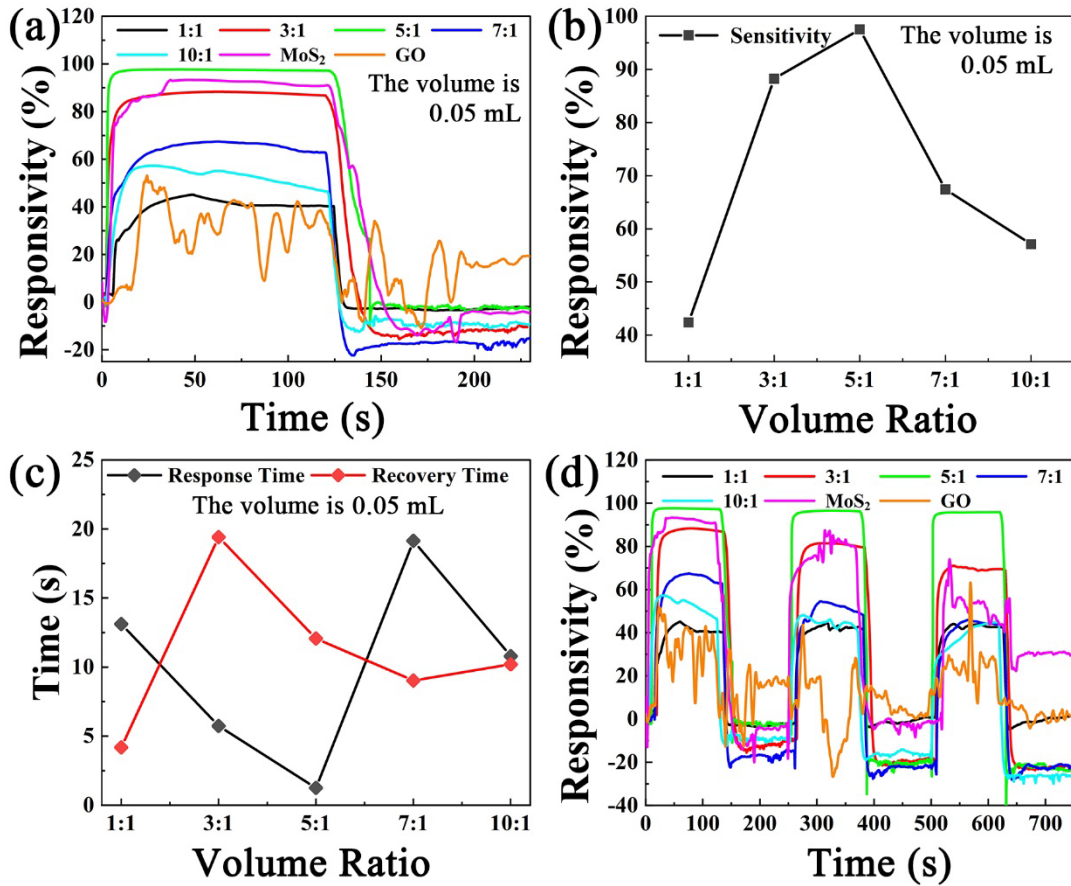 (a)
1:1 3:1 5:1 7:1
10:1 MoS₂ GO
The volume is
0.05 mL
120
100
80
60
40
20
0
-20
Responsivity (%)
0 50 100 150 200
Time (s)
(b)
Sensitivity
The volume is
0.05 mL
100
90
80
70
60
50
40
Responsivity (%)
1:1 3:1 5:1 7:1 10:1
Volume Ratio
(c)
Response Time Recovery Time
The volume is 0.05 mL
25
20
15
10
5
0
Time (s)
1:1 3:1 5:1 7:1 10:1
Volume Ratio
(d)
1:1 3:1 5:1 7:1
10:1 MoS₂ GO
120
100
80
60
40
20
0
-20
-40
Responsivity (%)
0 100 200 300 400 500 600 700
Time (s)